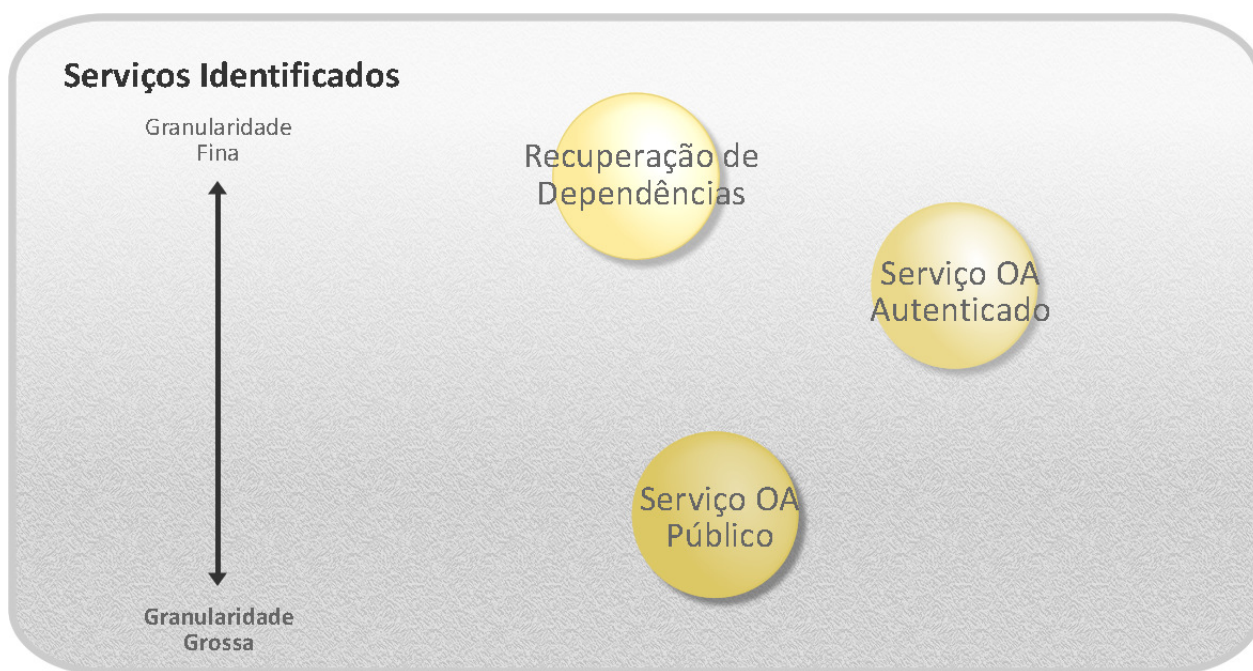 Serviços Identificados
Granularidade
Fina
Recuperação de
Dependências
Serviço OA
Autenticado
Serviço OA
Público
Granularidade
Grossa